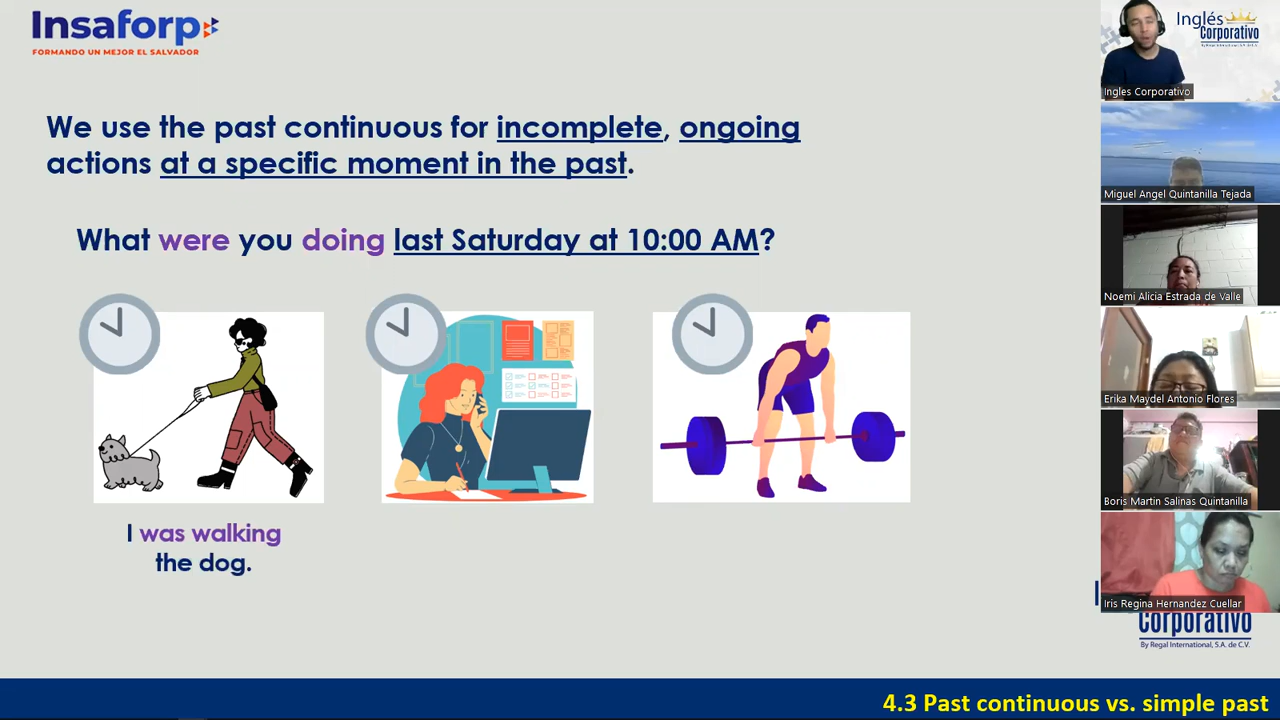 Insaforp
FORMANDO UN MEJOR EL SALVADOR
We use the past continuous for incomplete, ongoing
actions at a specific moment in the past.
What were you doing last Saturday at 10:00 AM?
I was walking
the dog.
Inglés
Corporativo
Ingles Corporativo
Miguel Angel Quintanilla Tejada
Noemi Alicia Estrada de Valle
Erika Maydel Antonio Flores
Boris Martin Salinas Quintanilla
Iris Regina Hernandez Cuellar
Corporativo
By Regal International, S.A. de C.V.
4.3 Past continuous vs. simple past